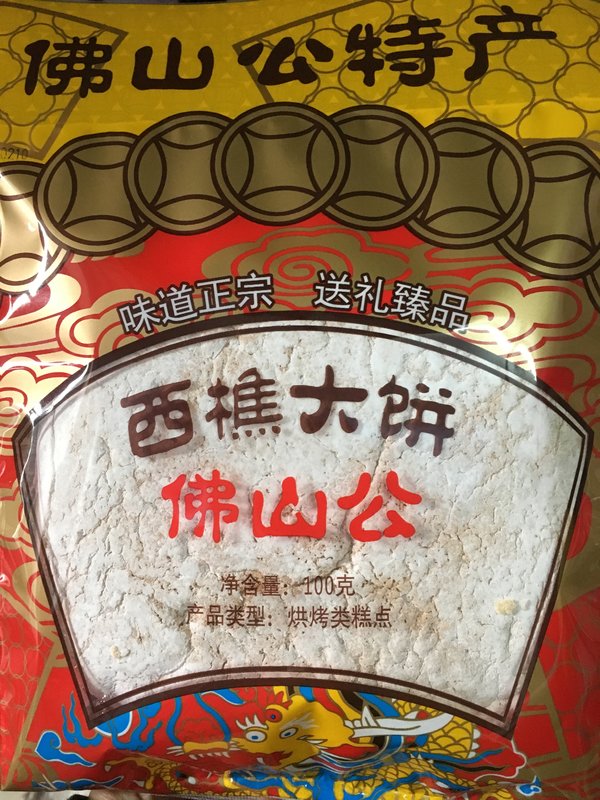 佛山公特产
0210
味道正宗 送礼臻品
西樵大饼
佛山公
净含量：100克
产品类型：烘烤类糕点